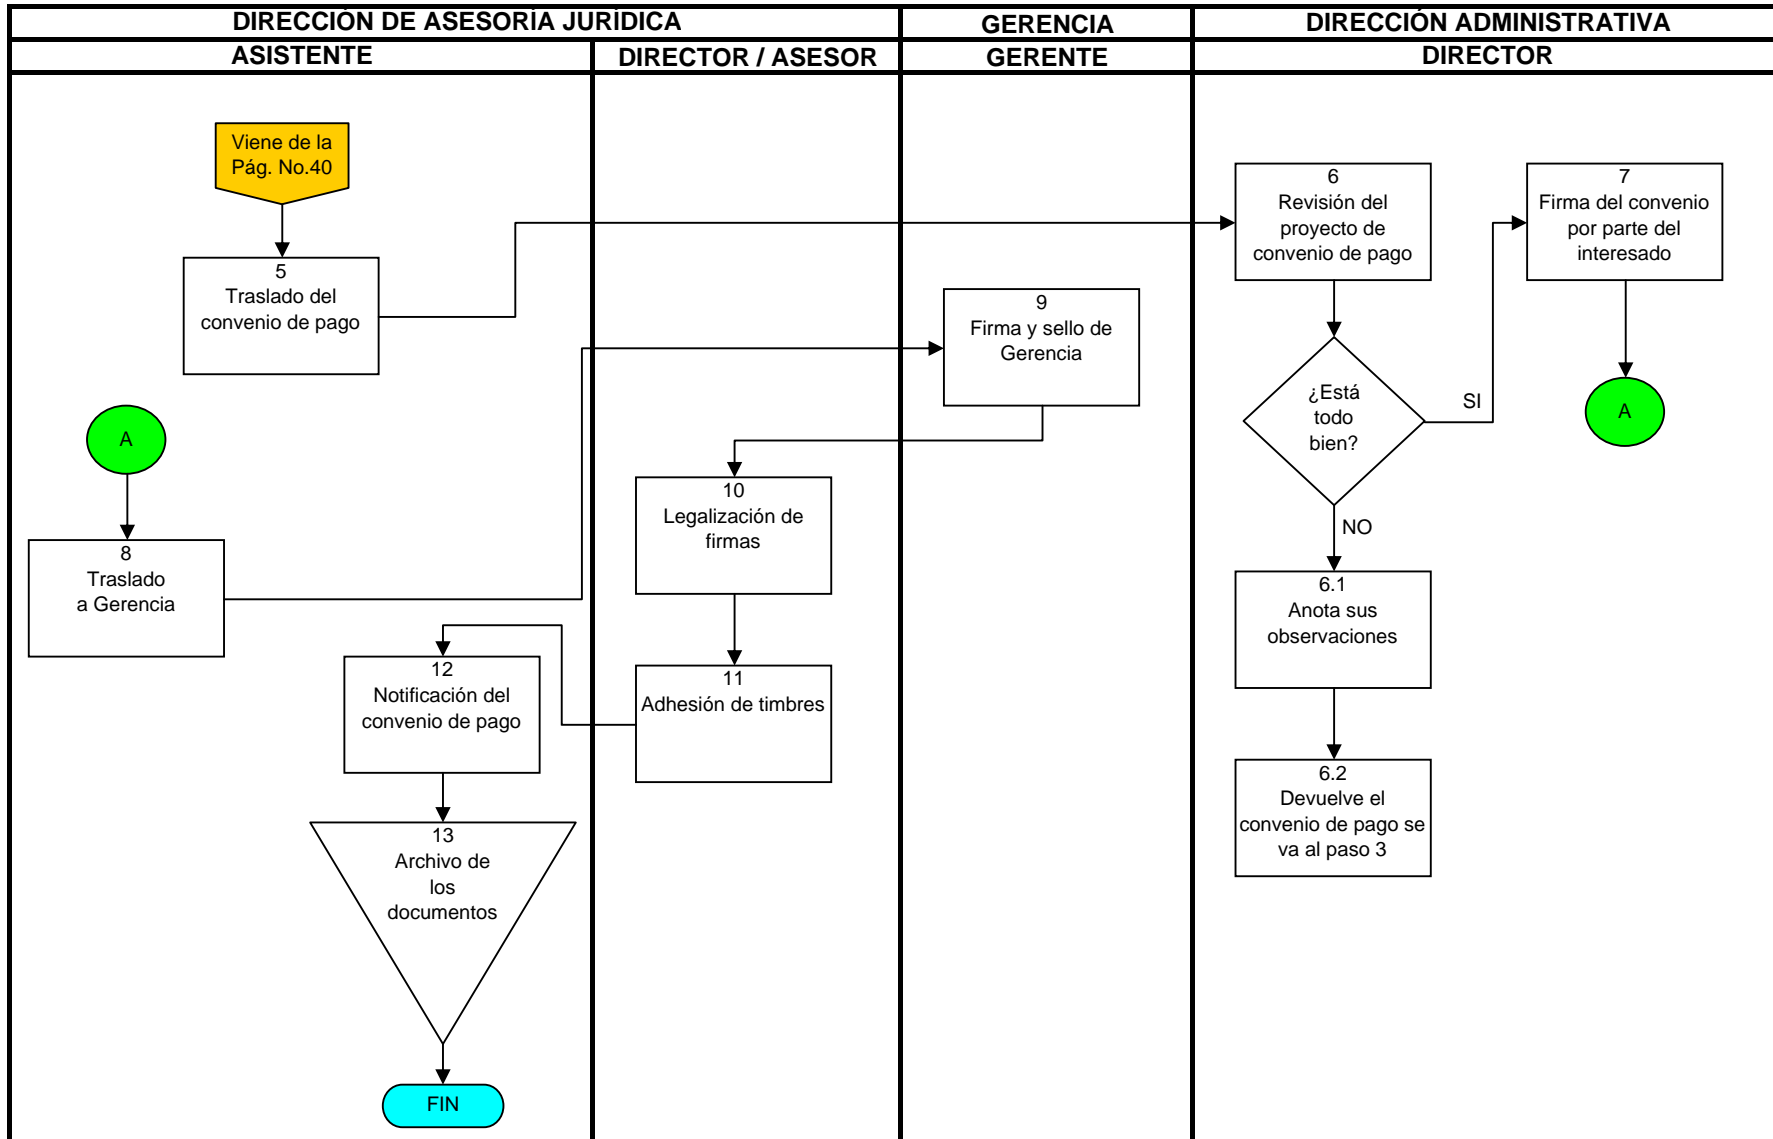 DIRECCIÓN DE ASESORÍA JURÍDICA
GERENCIA
DIRECCIÓN ADMINISTRATIVA
ASISTENTE
DIRECTOR / ASESOR
GERENTE
DIRECTOR
Viene de la
Pág. No.40
5
Traslado del
convenio de pago
6
Revisión del
proyecto de
convenio de pago
7
Firma del convenio
por parte del
interesado
¿Está
todo
bien?
SI
A
NO
6.1
Anota sus
observaciones
6.2
Devuelve el
convenio de pago se
va al paso 3
A
8
Traslado
a Gerencia
9
Firma y sello de
Gerencia
10
Legalización de
firmas
11
Adhesión de timbres
12
Notificación del
convenio de pago
13
Archivo de
los
documentos
FIN